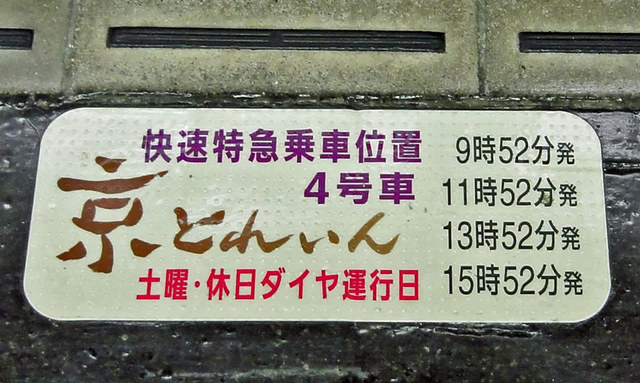 快速特急乗車位置
4号車
京とれいん
土曜・休日ダイヤ運行日
9時52分発
11時52分発
13時52分発
15時52分発